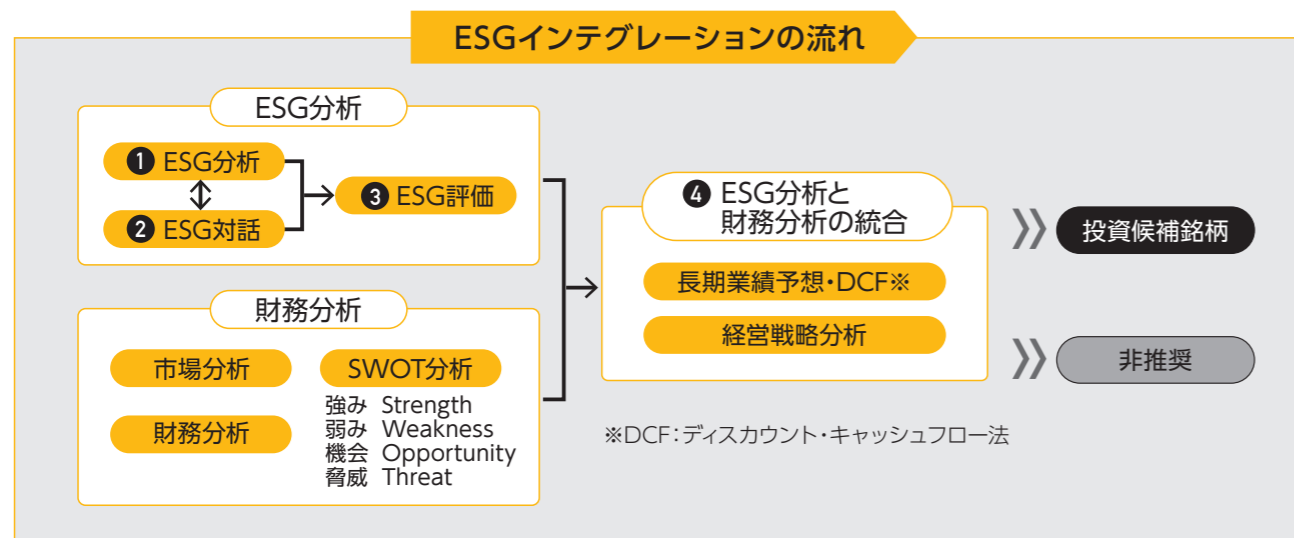 ESGインテグレーションの流れ
ESG分析
❶ ESG分析
❷ ESG対話
❸ ESG評価
財務分析
市場分析
財務分析
SWOT分析
強み Strength
弱み Weakness
機会 Opportunity
脅威 Threat
❹ ESG分析と
財務分析の統合
長期業績予想・DCF※
経営戦略分析
※DCF：ディスカウント・キャッシュフロー法
投資候補銘柄
非推奨